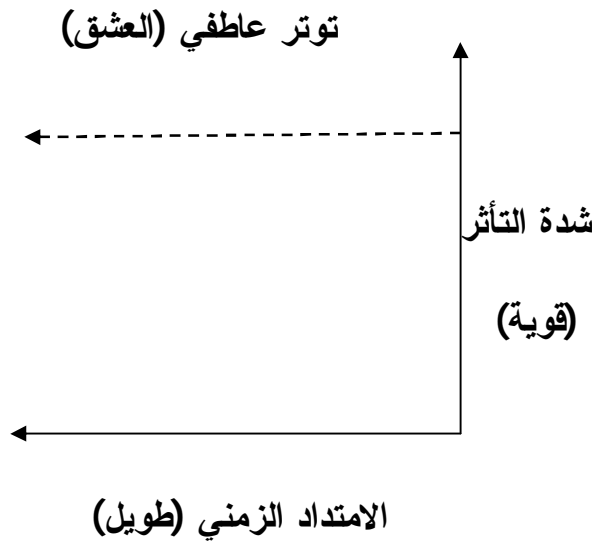 توتر عاطفي (العشق)
شدة التأثر
(قوية)
الامتداد الزمني (طويل)